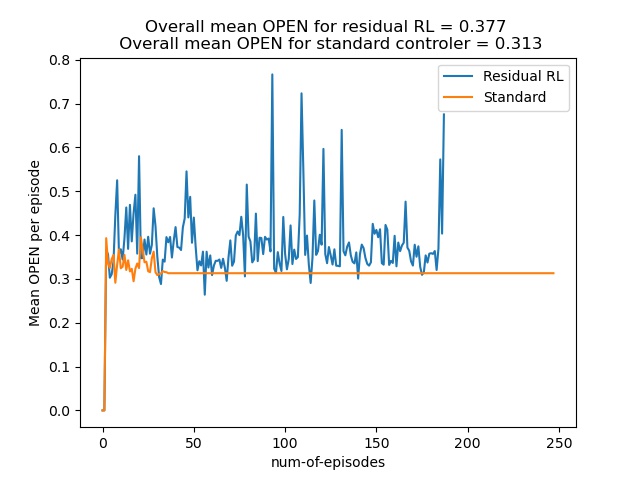 Overall mean OPEN for residual RL = 0.377
Overall mean OPEN for standard controler = 0.313
Residual RL
Standard
Mean OPEN per episode
0.8
0.7
0.6
0.5
0.4
0.3
0.2
0.1
0.0
0 50 100 150 200 250
num-of-episodes